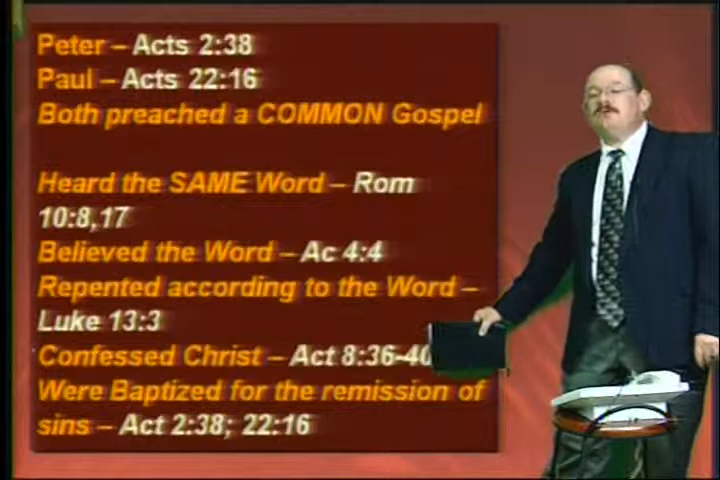 Peter – Acts 2:38
Paul – Acts 22:16
Both preached a COMMON Gospel
Heard the SAME Word – Rom
10:8,17
Believed the Word – Ac 4:4
Repented according to the Word –
Luke 13:3
Confessed Christ – Act 8:36-40
Were Baptized for the remission of
sins – Act 2:38; 22:16